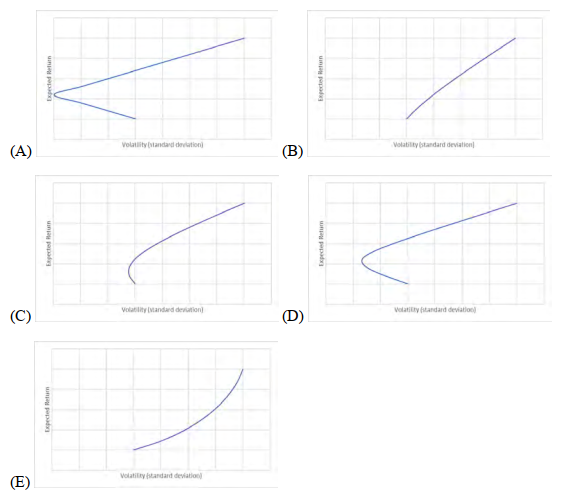 Expected Return
Volatility (standard deviation)
(A)
Expected Return
Volatility (standard deviation)
(B)
Expected Return
Volatility (standard deviation)
(C)
Expected Return
Volatility (standard deviation)
(D)
Expected Return
Volatility (standard deviation)
(E)